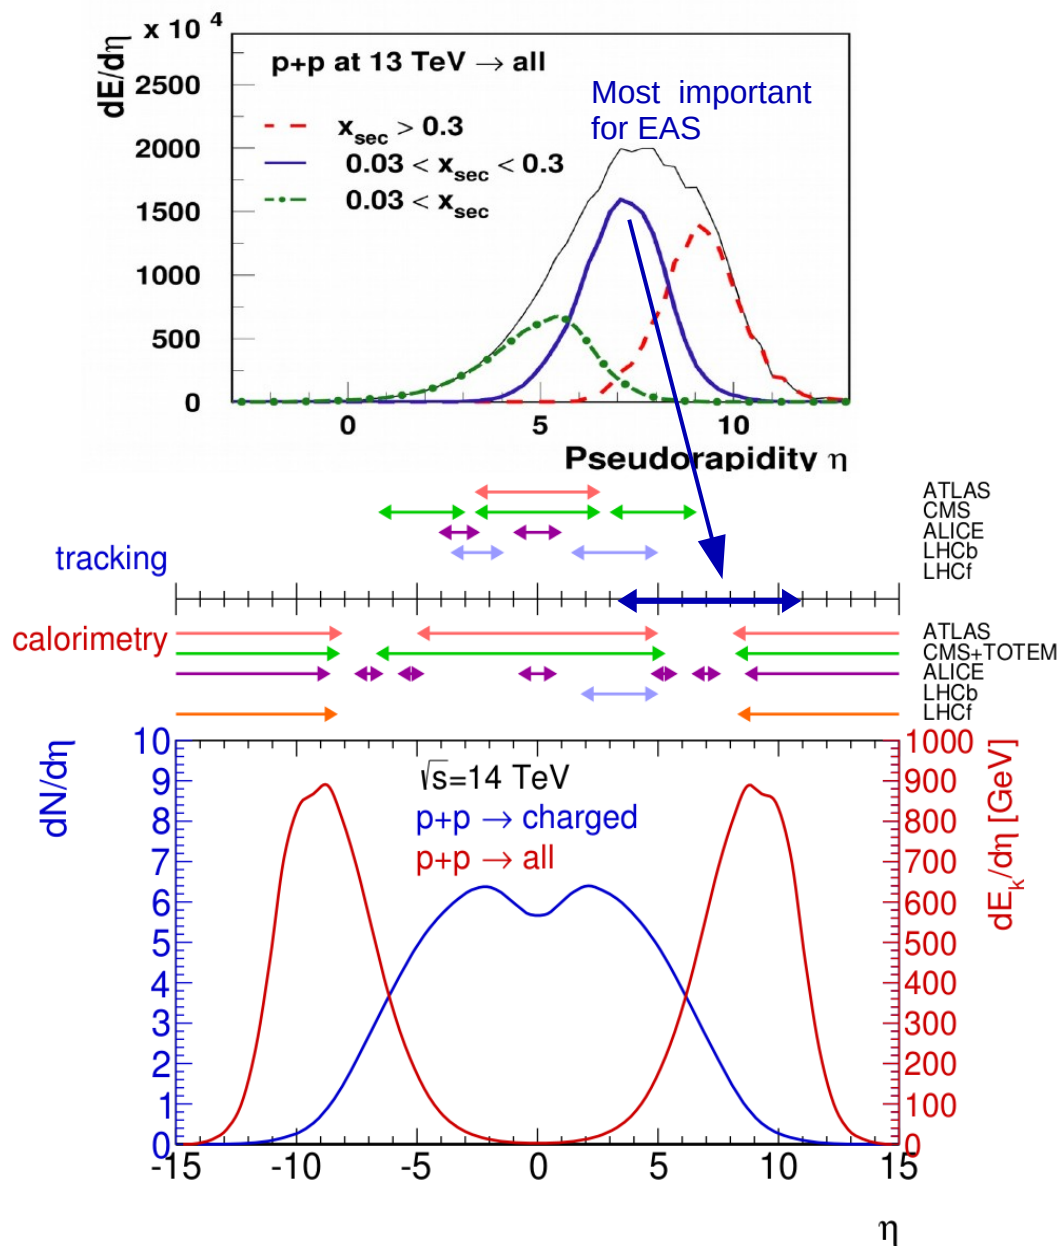 x 10 4
dE/dη
p+p at 13 TeV → all
Most important
for EAS
x_sec > 0.3
0.03 < x_sec < 0.3
0.03 < x_sec
2500
2000
1500
1000
500
0
0 5 10
Pseudorapidity η
tracking
ATLAS
CMS
ALICE
LHCb
LHCf
calorimetry
ATLAS
CMS+TOTEM
ALICE
LHCb
LHCf
dN/dη
10
9
8
7
6
5
4
3
2
1
0
√s=14 TeV
p+p → charged
p+p → all
1000
900
800
700
600
500
400
300
200
100
0
dE_k/dη [GeV]
-15 -10 -5 0 5 10 15
η